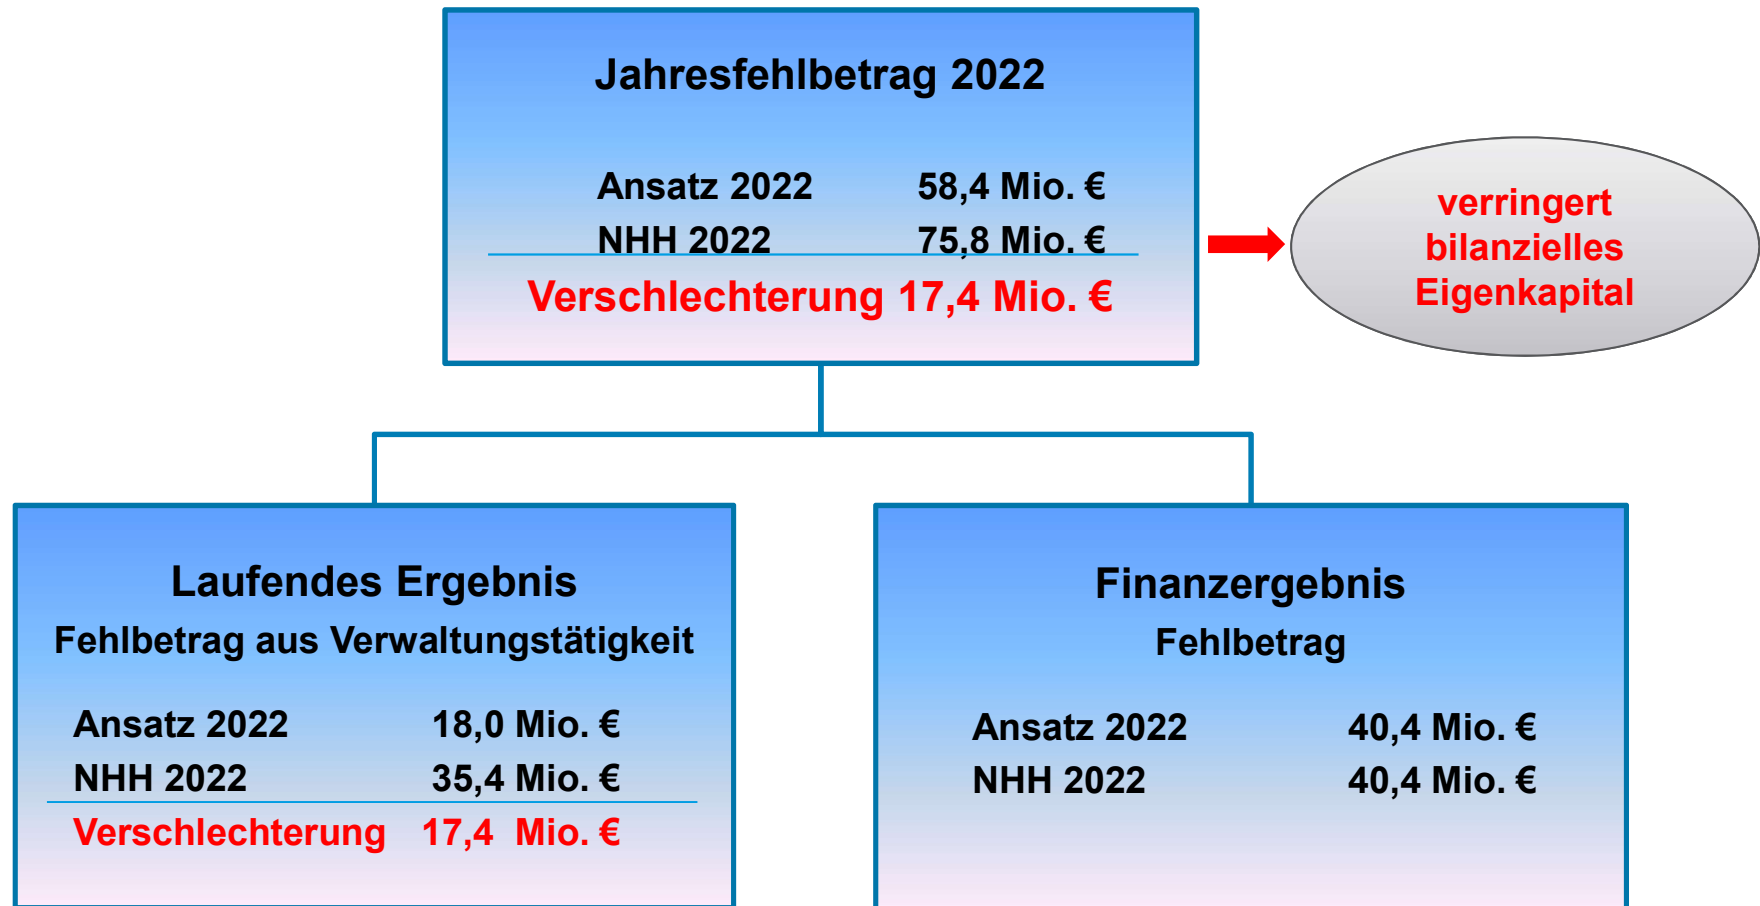 Jahresfehlbetrag 2022
Ansatz 2022 58,4 Mio. €
NHH 2022 75,8 Mio. €
Verschlechterung 17,4 Mio. €
verringert
bilanzielles
Eigenkapital
Laufendes Ergebnis
Fehlbetrag aus Verwaltungstätigkeit
Ansatz 2022 18,0 Mio. €
NHH 2022 35,4 Mio. €
Verschlechterung 17,4 Mio. €
Finanzergebnis
Fehlbetrag
Ansatz 2022 40,4 Mio. €
NHH 2022 40,4 Mio. €